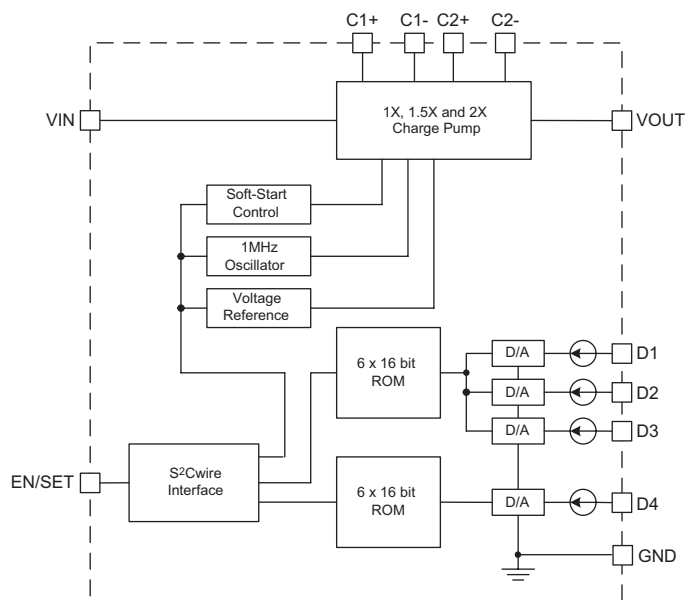 C1+ C1- C2+ C2-
VIN
1X, 1.5X and 2X
Charge Pump
VOUT
Soft-Start
Control
1MHz
Oscillator
Voltage
Reference
6 x 16 bit
ROM
D/A
D1
D/A
D2
D/A
D3
EN/SET
S²Cwire
Interface
6 x 16 bit
ROM
D/A
D4
GND